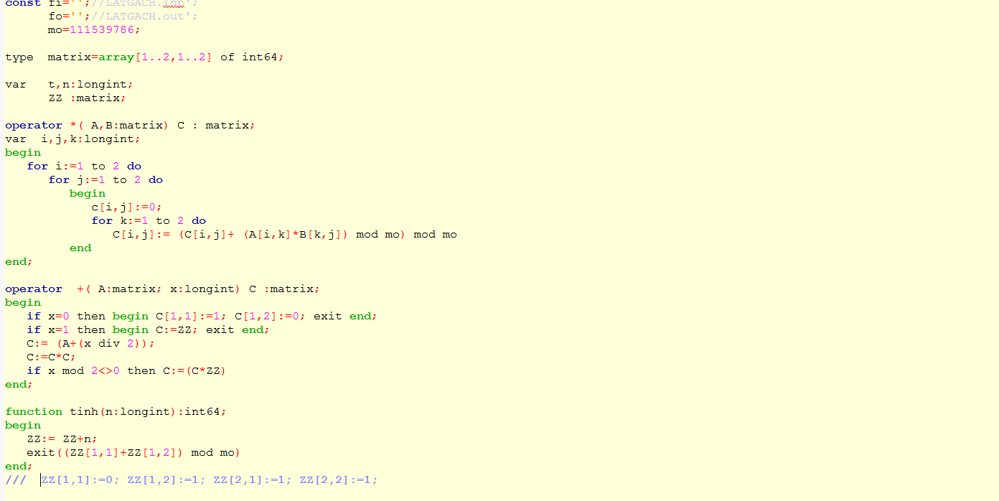 const fi='';//LATGACH.inp';
fo='';//LATGACH.out';
mo=111539786;
type matrix=array[1..2,1..2] of int64;
var t,n:longint;
ZZ :matrix;
operator *( A,B:matrix) C : matrix;
var i,j,k:longint;
begin
for i:=1 to 2 do
for j:=1 to 2 do
begin
c[i,j]:=0;
for k:=1 to 2 do
C[i,j]:= (C[i,j]+ (A[i,k]*B[k,j]) mod mo) mod mo
end
end;
operator +( A:matrix; x:longint) C :matrix;
begin
if x=0 then begin C[1,1]:=1; C[1,2]:=0; exit end;
if x=1 then begin C:=ZZ; exit end;
C:= (A+(x div 2));
C:=C*C;
if x mod 2<>0 then C:=(C*ZZ)
end;
function tinh(n:longint):int64;
begin
ZZ:= ZZ+n;
exit((ZZ[1,1]+ZZ[1,2]) mod mo)
end;
/// ZZ[1,1]:=0; ZZ[1,2]:=1; ZZ[2,1]:=1; ZZ[2,2]:=1;